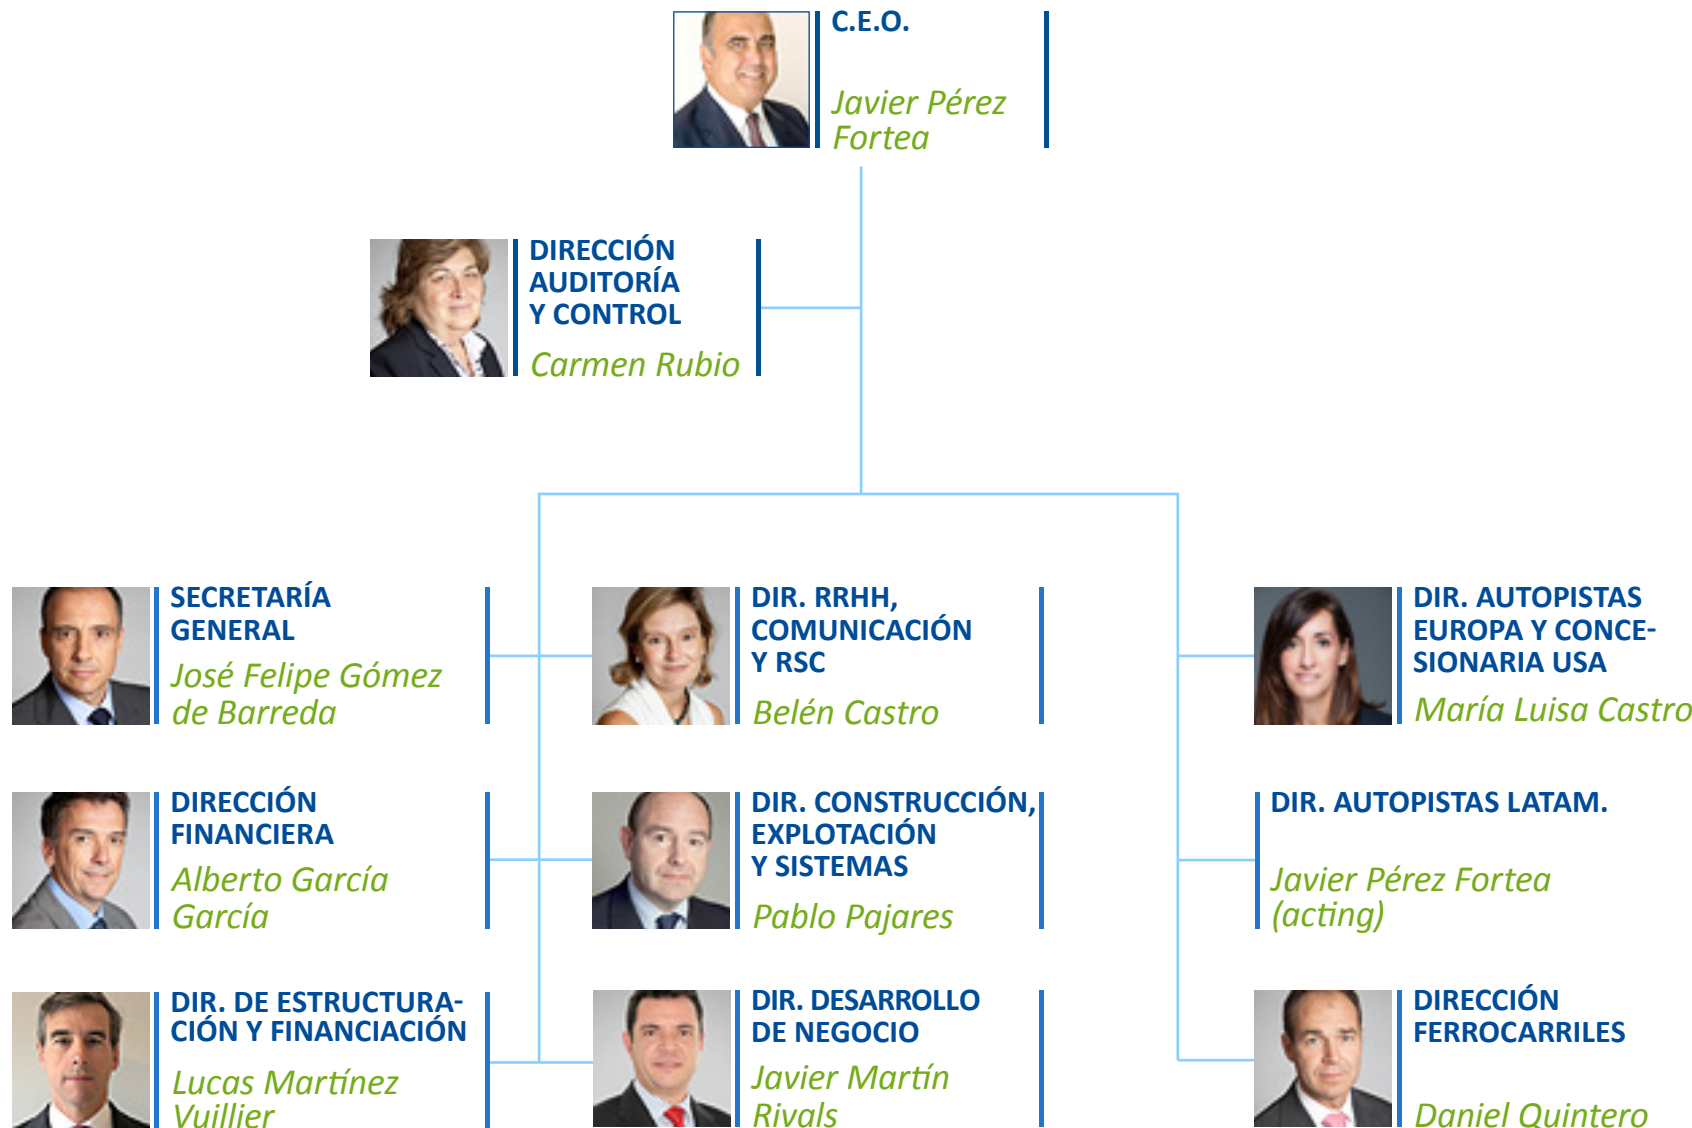 C.E.O.
Javier Pérez
Fortea
DIRECCIÓN
AUDITORÍA
Y CONTROL
Carmen Rubio
SECRETARÍA
GENERAL
José Felipe Gómez
de Barreda
DIR. RRHH,
COMUNICACIÓN
Y RSC
Belén Castro
DIR. AUTOPISTAS
EUROPA Y CONCE-
SIONARIA USA
María Luisa Castro
DIRECCIÓN
FINANCIERA
Alberto García
García
DIR. CONSTRUCCIÓN,
EXPLOTACIÓN
Y SISTEMAS
Pablo Pajares
DIR. AUTOPISTAS LATAM.
Javier Pérez Fortea
(acting)
DIR. DE ESTRUCTURA-
CIÓN Y FINANCIACIÓN
Lucas Martínez
Vuillier
DIR. DESARROLLO
DE NEGOCIO
Javier Martín
Rivals
DIRECCIÓN
FERROCARRILES
Daniel Quintero